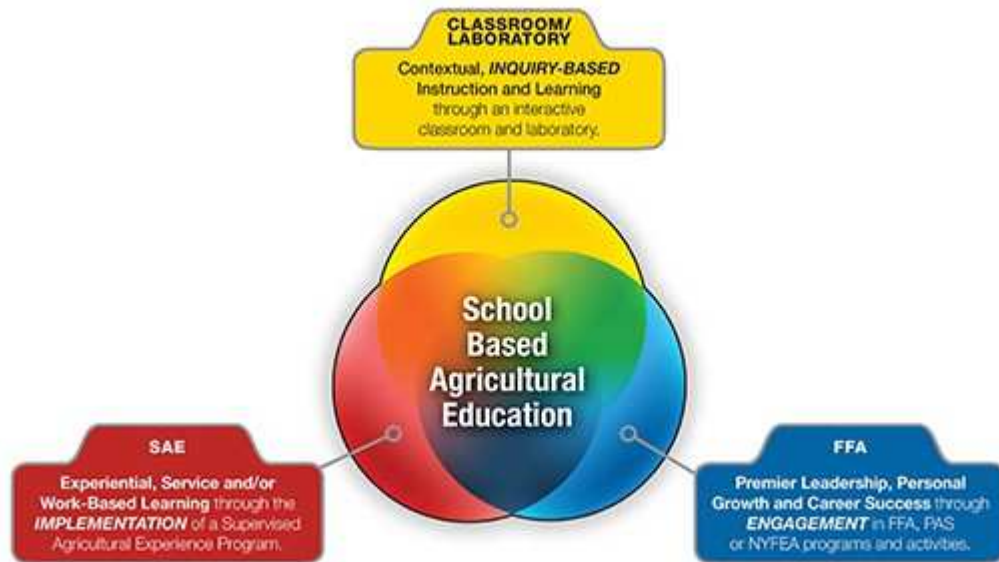 CLASSROOM/
LABORATORY
Contextual, INQUIRY-BASED
Instruction and Learning
through an interactive
classroom and laboratory.
School
Based
Agricultural
Education
SAE
Experiential, Service and/or
Work-Based Learning through the
IMPLEMENTATION of a Supervised
Agricultural Experience Program.
FFA
Premier Leadership, Personal
Growth and Career Success through
ENGAGEMENT in FFA, PAS
or NYFEA programs and activities.